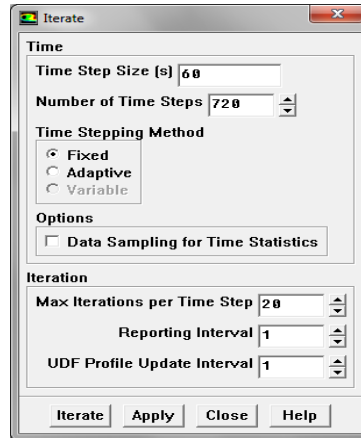 Iterate
Time
Time Step Size (s) 60
Number of Time Steps 720
Time Stepping Method
Fixed
Adaptive
Variable
Options
Data Sampling for Time Statistics
Iteration
Max Iterations per Time Step 20
Reporting Interval 1
UDF Profile Update Interval 1
Iterate Apply Close Help